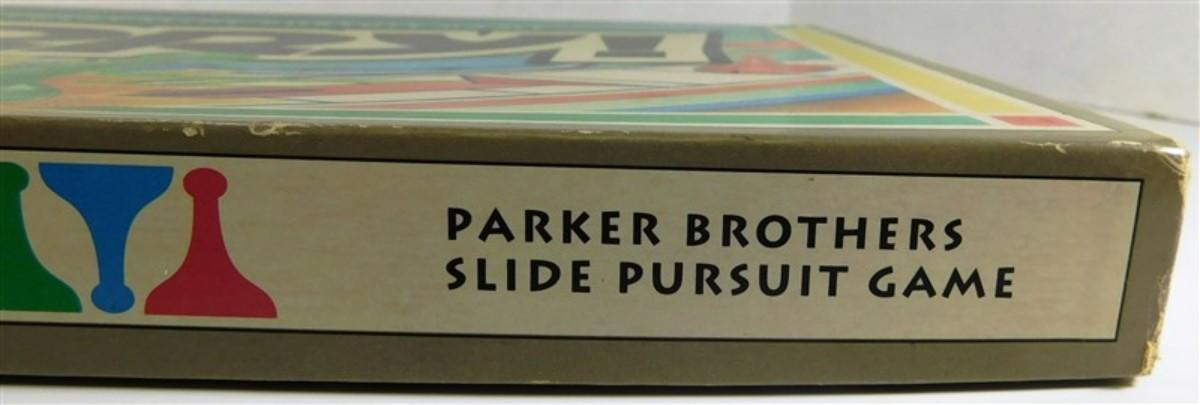 PARKER BROTHERS
SLIDE PURSUIT GAME